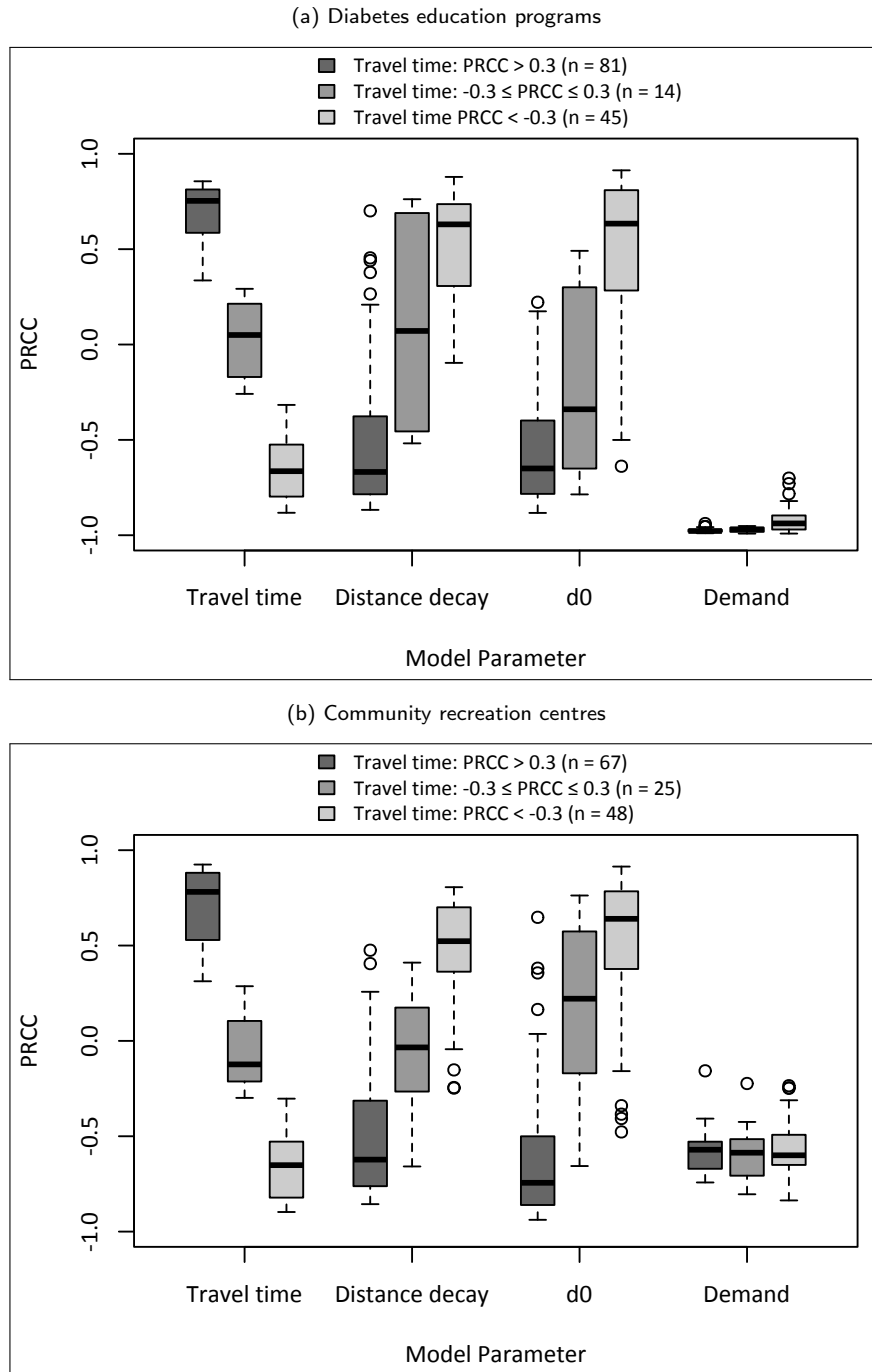 (a) Diabetes education programs
Travel time: PRCC > 0.3 (n = 81)
Travel time: -0.3 ≤ PRCC ≤ 0.3 (n = 14)
Travel time PRCC < -0.3 (n = 45)
1.0
0.5
0.0
-0.5
-1.0
PRCC
Travel time Distance decay d0 Demand
Model Parameter
(b) Community recreation centres
Travel time: PRCC > 0.3 (n = 67)
Travel time: -0.3 ≤ PRCC ≤ 0.3 (n = 25)
Travel time: PRCC < -0.3 (n = 48)
1.0
0.5
0.0
-0.5
-1.0
PRCC
Travel time Distance decay d0 Demand
Model Parameter